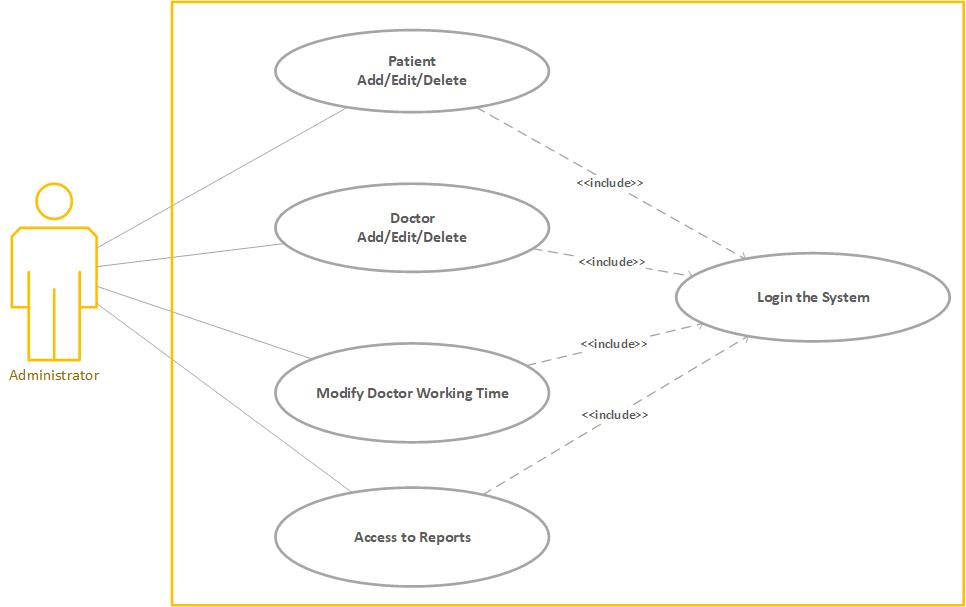 Patient
Add/Edit/Delete
<<include>>
Doctor
Add/Edit/Delete
<<include>>
Login the System
<<include>>
Administrator
Modify Doctor Working Time
<<include>>
Access to Reports